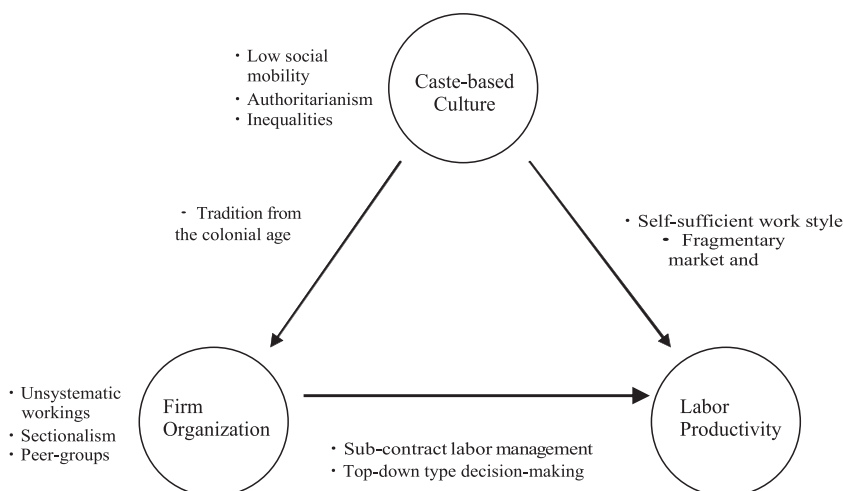 ・Low social
mobility
・Authoritarianism
・Inequalities
Caste-based
Culture
・Tradition from
the colonial age
・Self-sufficient work style
・Fragmentary
market and
・Unsystematic
workings
・Sectionalism
・Peer-groups
Firm
Organization
・Sub-contract labor management
・Top-down type decision-making
Labor
Productivity